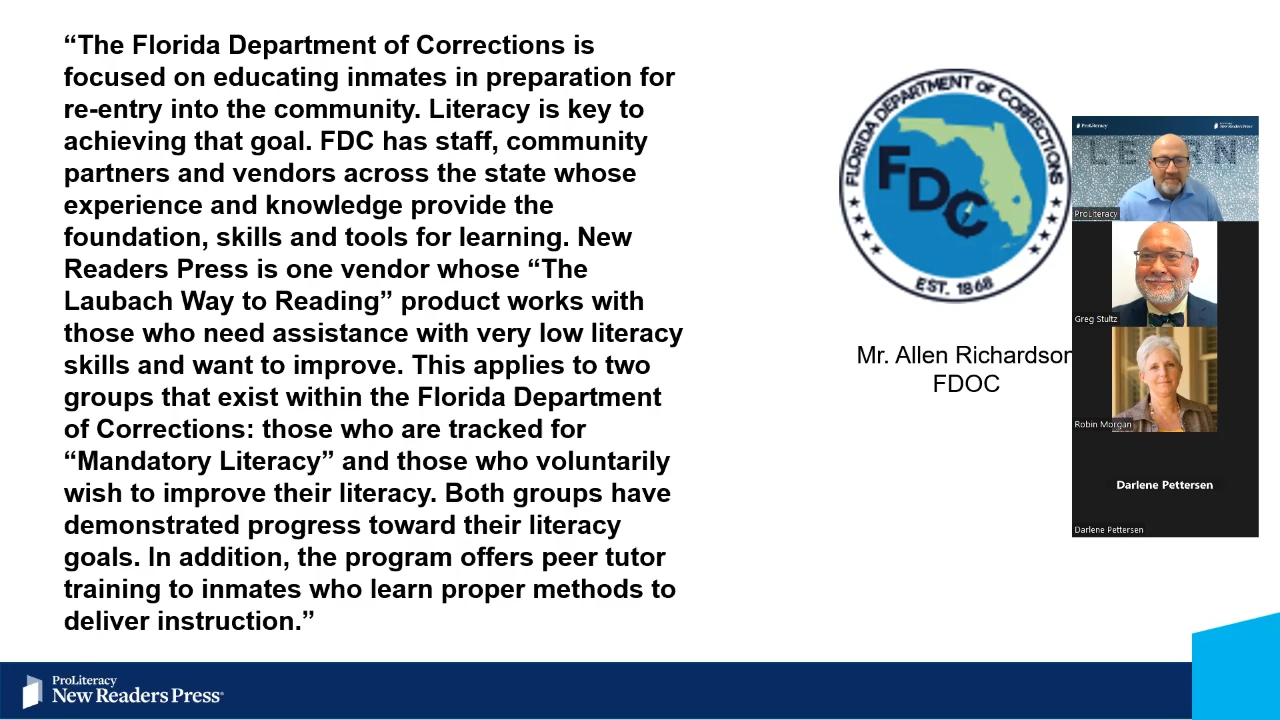 “The Florida Department of Corrections is
focused on educating inmates in preparation for
re-entry into the community. Literacy is key to
achieving that goal. FDC has staff, community
partners and vendors across the state whose
experience and knowledge provide the
foundation, skills and tools for learning. New
Readers Press is one vendor whose “The
Laubach Way to Reading” product works with
those who need assistance with very low literacy
skills and want to improve. This applies to two
groups that exist within the Florida Department
of Corrections: those who are tracked for
“Mandatory Literacy” and those who voluntarily
wish to improve their literacy. Both groups have
demonstrated progress toward their literacy
goals. In addition, the program offers peer tutor
training to inmates who learn proper methods to
deliver instruction.”
FLORIDA DEPARTMENT OF CORRECTIONS
FDC
EST. 1868
Mr. Allen Richardson
FDOC
ProLiteracy
New Readers Press
LEARN
ProLiteracy
Greg Stultz
Robin Morgan
Darlene Pettersen
Darlene Pettersen
ProLiteracy
New Readers Press